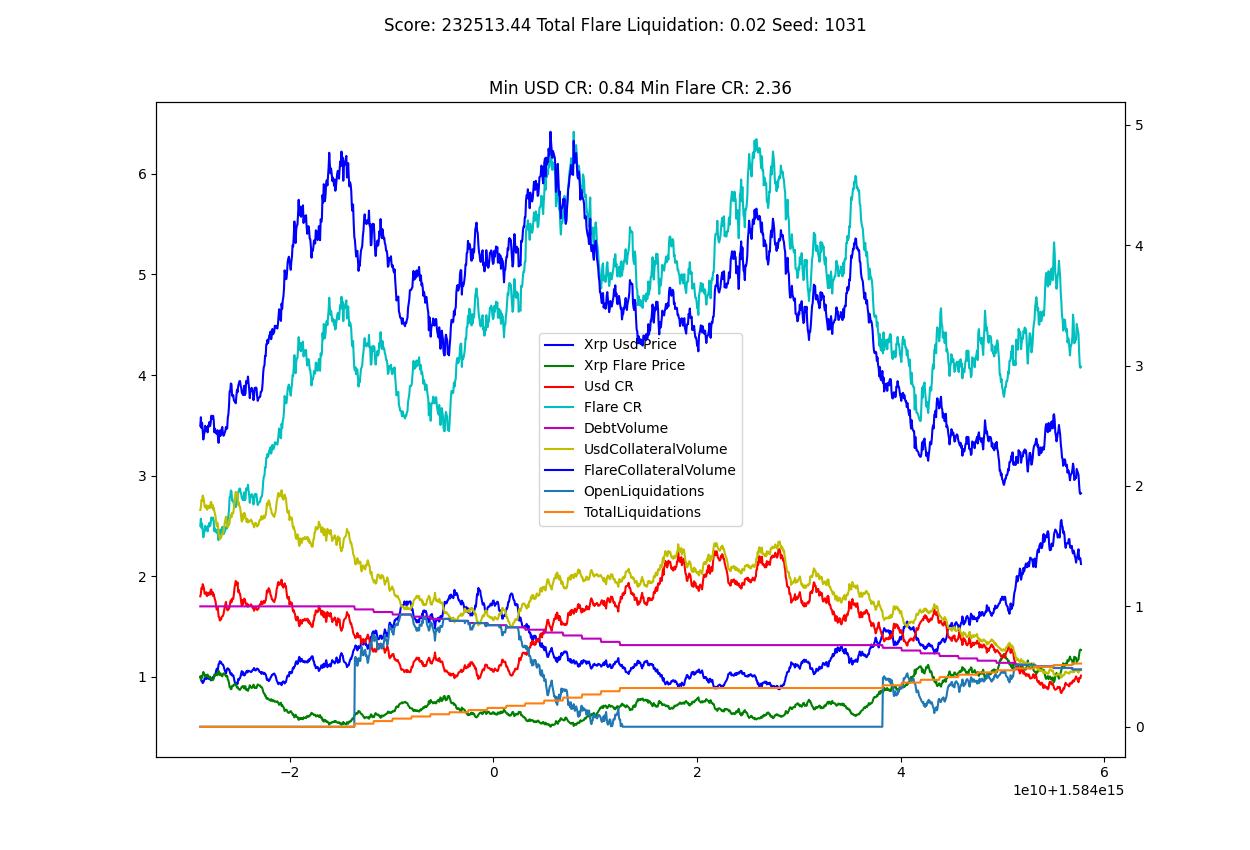 Score: 232513.44 Total Flare Liquidation: 0.02 Seed: 1031
Min USD CR: 0.84 Min Flare CR: 2.36
6
5
4
3
2
1
5
4
3
2
1
0
Xrp Usd Price
Xrp Flare Price
Usd CR
Flare CR
DebtVolume
UsdCollateralVolume
FlareCollateralVolume
OpenLiquidations
TotalLiquidations
−2
0
2
4
6
1e10+1.584e15